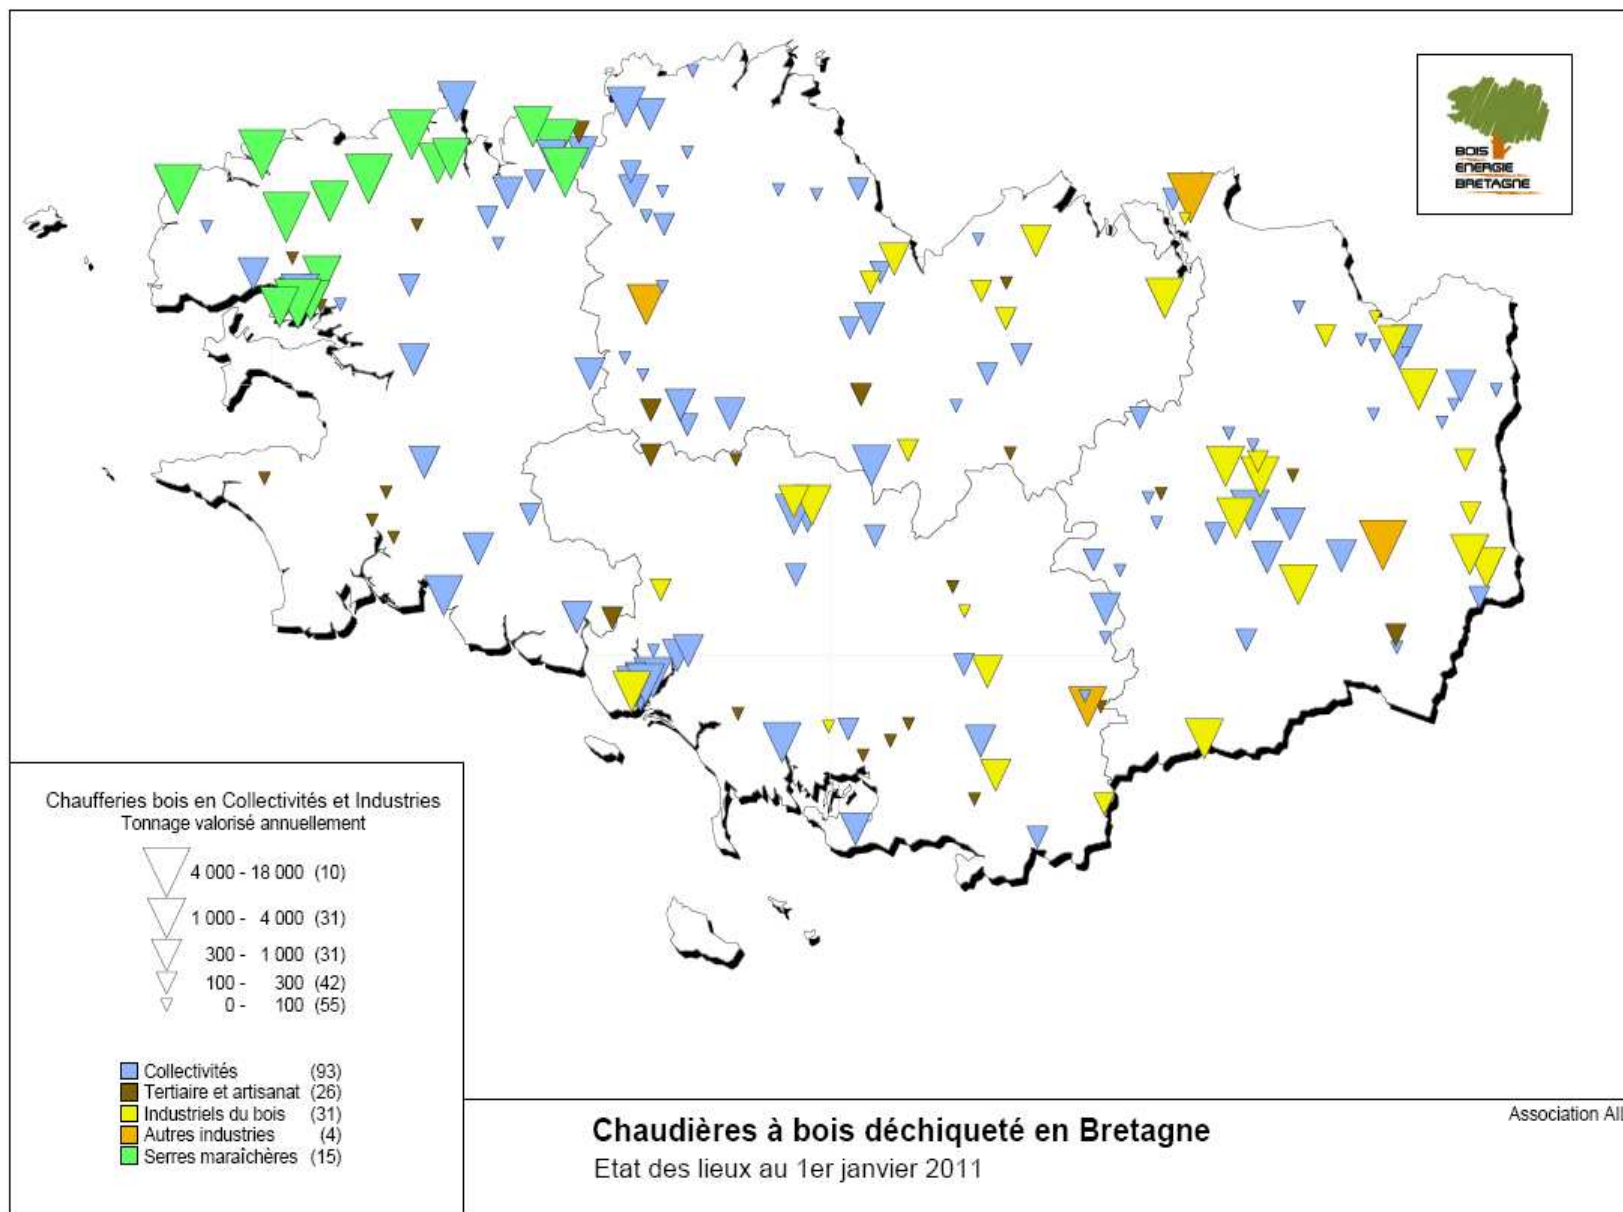 BOIS
ENERGIE
BRETAGNE
Chaufferies bois en Collectivités et Industries
Tonnage valorisé annuellement
4 000 - 18 000 (10)
1 000 - 4 000 (31)
300 - 1 000 (31)
100 - 300 (42)
0 - 100 (55)
Collectivités (93)
Tertiaire et artisanat (26)
Industriels du bois (31)
Autres industries (4)
Serres maraîchères (15)
Chaudières à bois déchiqueté en Bretagne
Etat des lieux au 1er janvier 2011
Association